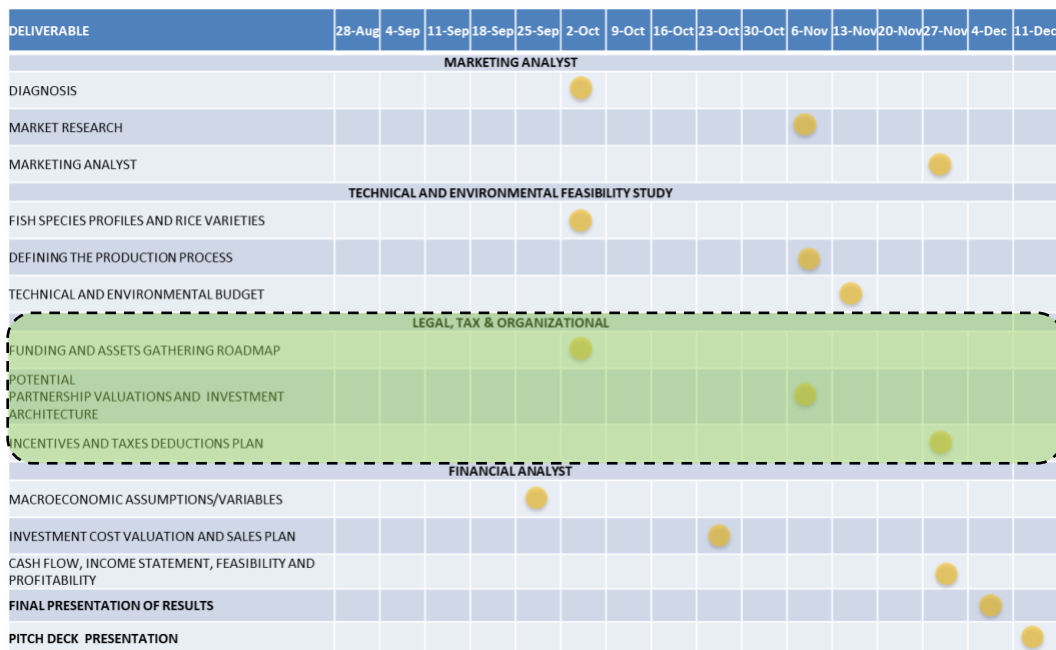 DELIVERABLE 28-Aug 4-Sep 11-Sep 18-Sep 25-Sep 2-Oct 9-Oct 16-Oct 23-Oct 30-Oct 6-Nov 13-Nov 20-Nov 27-Nov 4-Dec 11-Dec
MARKETING ANALYST
DIAGNOSIS
MARKET RESEARCH
MARKETING ANALYST
TECHNICAL AND ENVIRONMENTAL FEASIBILITY STUDY
FISH SPECIES PROFILES AND RICE VARIETIES
DEFINING THE PRODUCTION PROCESS
TECHNICAL AND ENVIRONMENTAL BUDGET
LEGAL, TAX & ORGANIZATIONAL
FUNDING AND ASSETS GATHERING ROADMAP
POTENTIAL
PARTNERSHIP VALUATIONS AND INVESTMENT
ARCHITECTURE
INCENTIVES AND TAXES DEDUCTIONS PLAN
FINANCIAL ANALYST
MACROECONOMIC ASSUMPTIONS/VARIABLES
INVESTMENT COST VALUATION AND SALES PLAN
CASH FLOW, INCOME STATEMENT, FEASIBILITY AND
PROFITABILITY
FINAL PRESENTATION OF RESULTS
PITCH DECK PRESENTATION